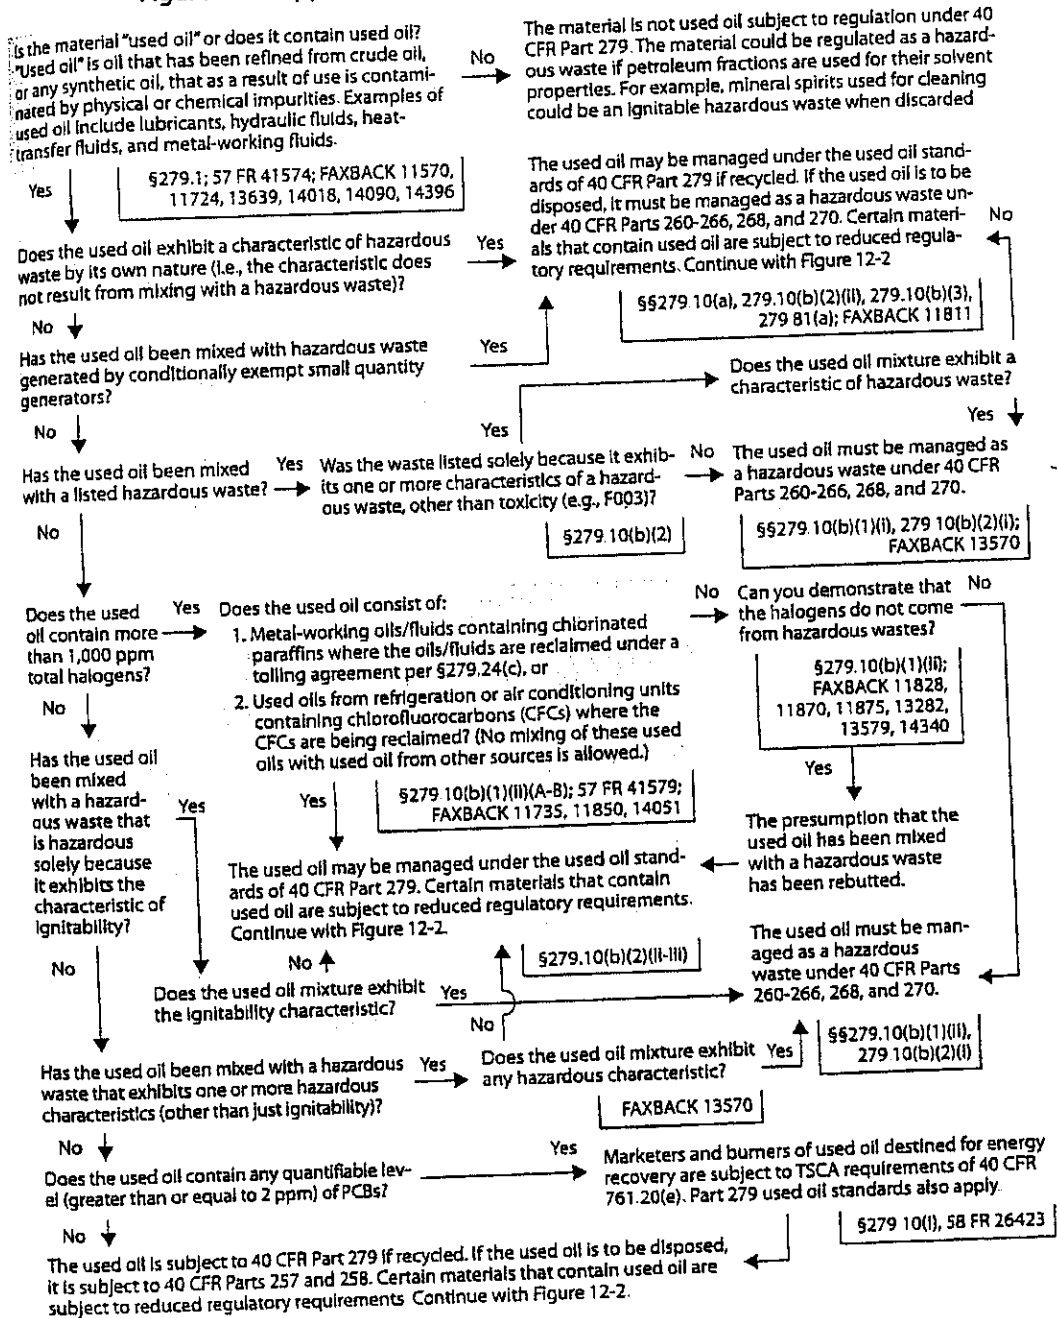 Is the material "used oil" or does it contain used oil?
"Used oil" is oil that has been refined from crude oil,
or any synthetic oil, that as a result of use is contami-
nated by physical or chemical impurities. Examples of
used oil include lubricants, hydraulic fluids, heat-
transfer fluids, and metal-working fluids.
No
The material is not used oil subject to regulation under 40
CFR Part 279. The material could be regulated as a hazard-
ous waste if petroleum fractions are used for their solvent
properties. For example, mineral spirits used for cleaning
could be an ignitable hazardous waste when discarded
Yes
§279.1; 57 FR 41574; FAXBACK 11570,
11724, 13639, 14018, 14090, 14396
The used oil may be managed under the used oil stand-
ards of 40 CFR Part 279 if recycled. If the used oil is to be
disposed, it must be managed as a hazardous waste un-
der 40 CFR Parts 260-266, 268, and 270. Certain materi-
als that contain used oil are subject to reduced regula-
tory requirements. Continue with Figure 12-2
No
Does the used oil exhibit a characteristic of hazardous
waste by its own nature (i.e., the characteristic does
not result from mixing with a hazardous waste)?
Yes
§§279.10(a), 279.10(b)(2)(ii), 279.10(b)(3),
279 81(a); FAXBACK 11811
No
Has the used oil been mixed with hazardous waste
generated by conditionally exempt small quantity
generators?
Yes
Does the used oil mixture exhibit a
characteristic of hazardous waste?
No
Yes
Yes
Has the used oil been mixed
with a listed hazardous waste?
Yes
Was the waste listed solely because it exhib-
its one or more characteristics of a hazard-
ous waste, other than toxicity (e.g., F003)?
No
The used oil must be managed as
a hazardous waste under 40 CFR
Parts 260-266, 268, and 270.
No
§279.10(b)(2)
§§279.10(b)(1)(i), 279 10(b)(2)(i);
FAXBACK 13570
Does the used
oil contain more
than 1,000 ppm
total halogens?
Yes
Does the used oil consist of:
1. Metal-working oils/fluids containing chlorinated
paraffins where the oils/fluids are reclaimed under a
tolling agreement per §279.24(c), or
2. Used oils from refrigeration or air conditioning units
containing chlorofluorocarbons (CFCs) where the
CFCs are being reclaimed? (No mixing of these used
oils with used oil from other sources is allowed.)
No
Can you demonstrate that
the halogens do not come
from hazardous wastes?
No
§279.10(b)(1)(ii);
FAXBACK 11828,
11870, 11875, 13282,
13579, 14340
No
Yes
Has the used oil
been mixed
with a hazard-
ous waste that
is hazardous
solely because
it exhibits the
characteristic of
ignitability?
Yes
Yes
§279.10(b)(1)(ii)(A-B); 57 FR 41579;
FAXBACK 11735, 11850, 14051
The presumption that the
used oil has been mixed
with a hazardous waste
has been rebutted.
The used oil may be managed under the used oil stand-
ards of 40 CFR Part 279. Certain materials that contain
used oil are subject to reduced regulatory requirements.
Continue with Figure 12-2.
§279.10(b)(2)(ii-iii)
The used oil must be man-
aged as a hazardous
waste under 40 CFR Parts
260-266, 268, and 270.
No
No
Does the used oil mixture exhibit
the ignitability characteristic?
Yes
§§279.10(b)(1)(ii),
279.10(b)(2)(i)
No
Has the used oil been mixed with a hazardous
waste that exhibits one or more hazardous
characteristics (other than just ignitability)?
Yes
Does the used oil mixture exhibit
any hazardous characteristic?
Yes
FAXBACK 13570
No
Does the used oil contain any quantifiable lev-
el (greater than or equal to 2 ppm) of PCBs?
Yes
Marketers and burners of used oil destined for energy
recovery are subject to TSCA requirements of 40 CFR
761.20(e). Part 279 used oil standards also apply.
§279 10(i), 58 FR 26423
No
The used oil is subject to 40 CFR Part 279 if recycled. If the used oil is to be disposed,
it is subject to 40 CFR Parts 257 and 258. Certain materials that contain used oil are
subject to reduced regulatory requirements Continue with Figure 12-2.